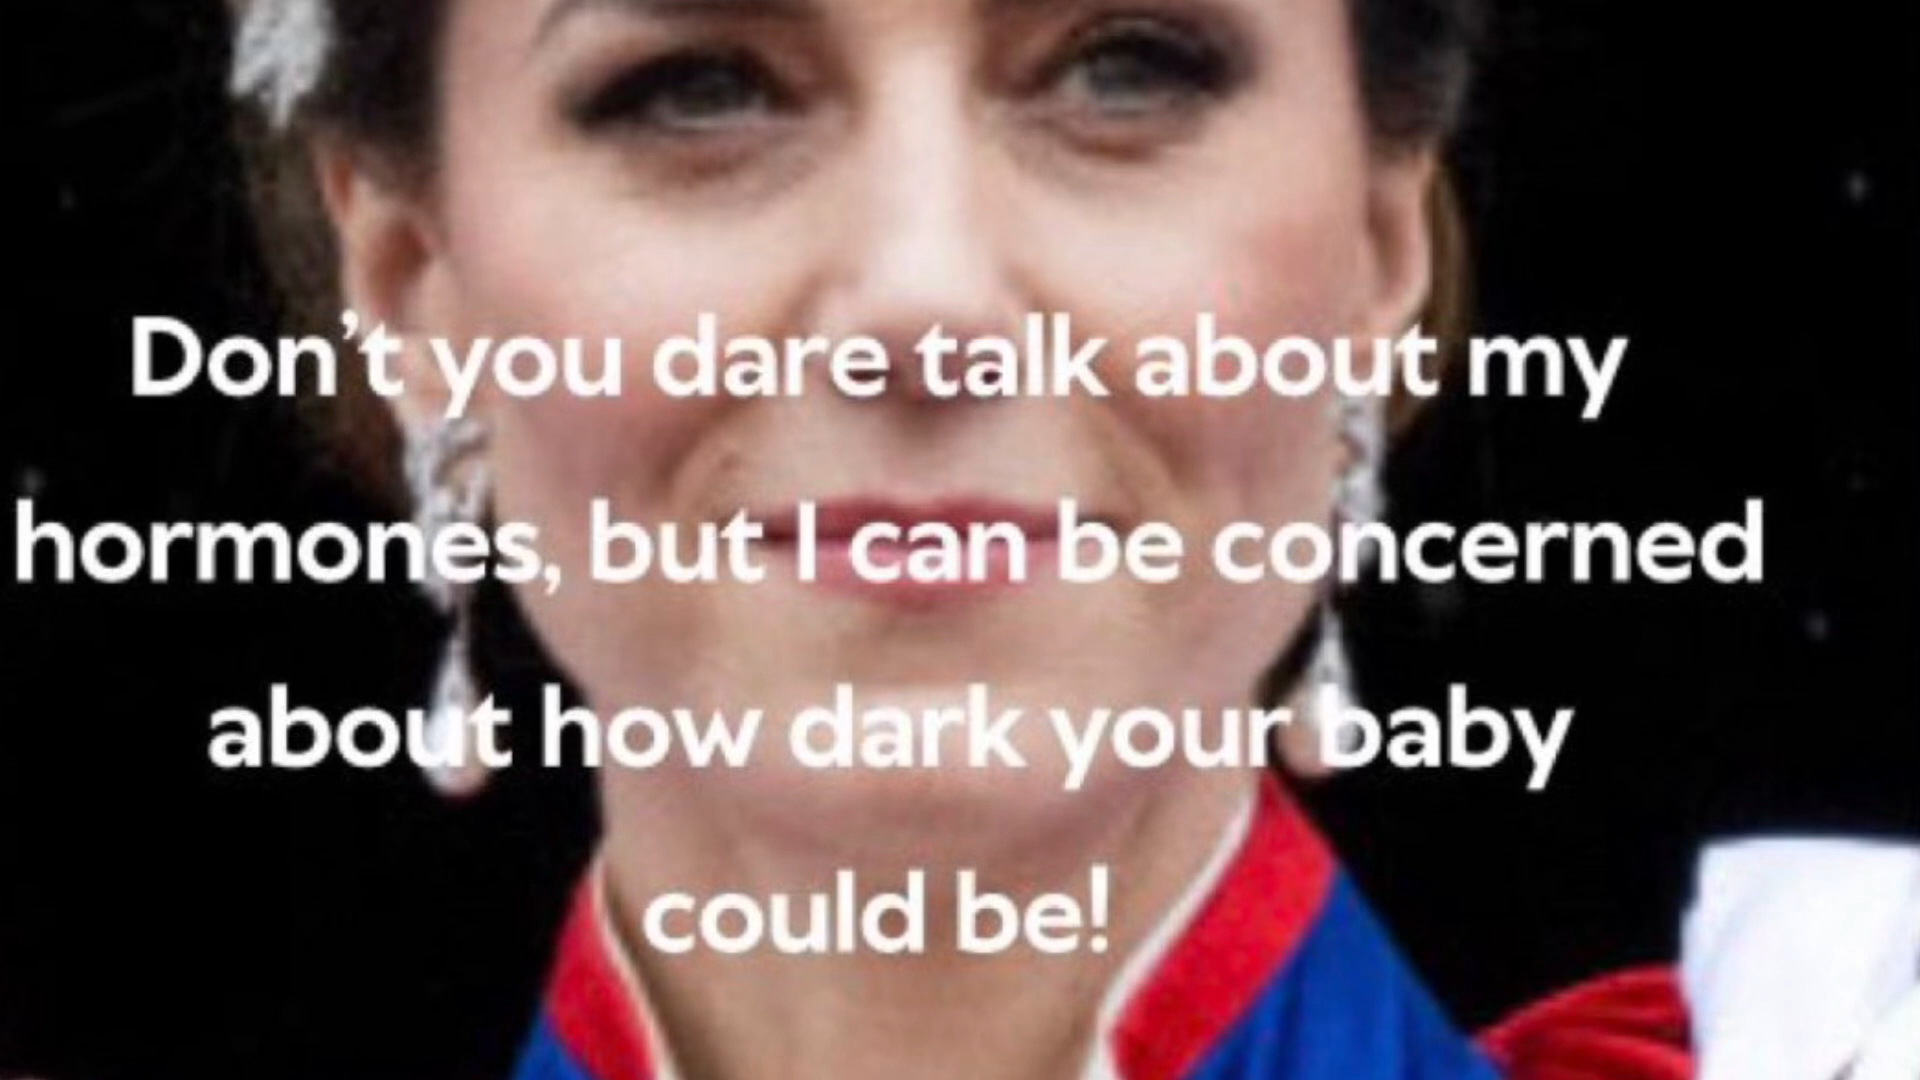 Don't you dare talk about my
hormones, but I can be concerned
about how dark your baby
could be!